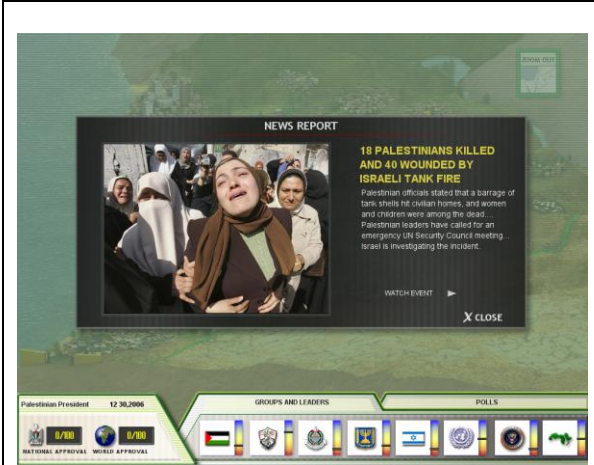 ZOOM OUT
NEWS REPORT
18 PALESTINIANS KILLED
AND 40 WOUNDED BY
ISRAELI TANK FIRE
Palestinian officials stated that a barrage of
tank shells hit civilian homes, and women
and children were among the dead....
Palestinian leaders have called for an
emergency UN Security Council meeting...
Israel is investigating the incident.
WATCH EVENT
X CLOSE
Palestinian President 12 30,2006
GROUPS AND LEADERS
POLLS
0/100 0/100
NATIONAL APPROVAL WORLD APPROVAL